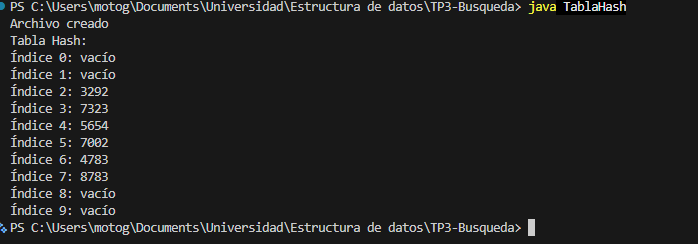 PS C:\Users\motog\Documents\Universidad\Estructura de datos\TP3-Busqueda> java TablaHash
Archivo creado
Tabla Hash:
Índice 0: vacío
Índice 1: vacío
Índice 2: 3292
Índice 3: 7323
Índice 4: 5654
Índice 5: 7002
Índice 6: 4783
Índice 7: 8783
Índice 8: vacío
Índice 9: vacío
PS C:\Users\motog\Documents\Universidad\Estructura de datos\TP3-Busqueda>